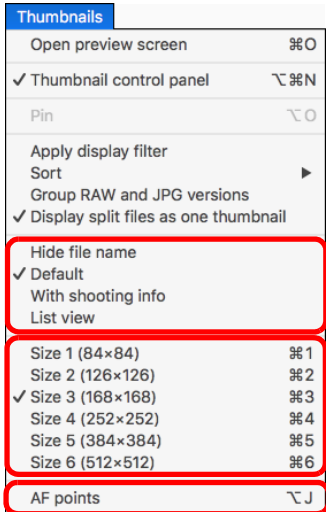 Thumbnails
Open preview screen ⌘O
✓ Thumbnail control panel ⌥⌘N
Pin ⌥O
Apply display filter
Sort ▶
Group RAW and JPG versions
✓ Display split files as one thumbnail
Hide file name
✓ Default
With shooting info
List view
Size 1 (84×84) ⌘1
Size 2 (126×126) ⌘2
✓ Size 3 (168×168) ⌘3
Size 4 (252×252) ⌘4
Size 5 (384×384) ⌘5
Size 6 (512×512) ⌘6
AF points ⌥J